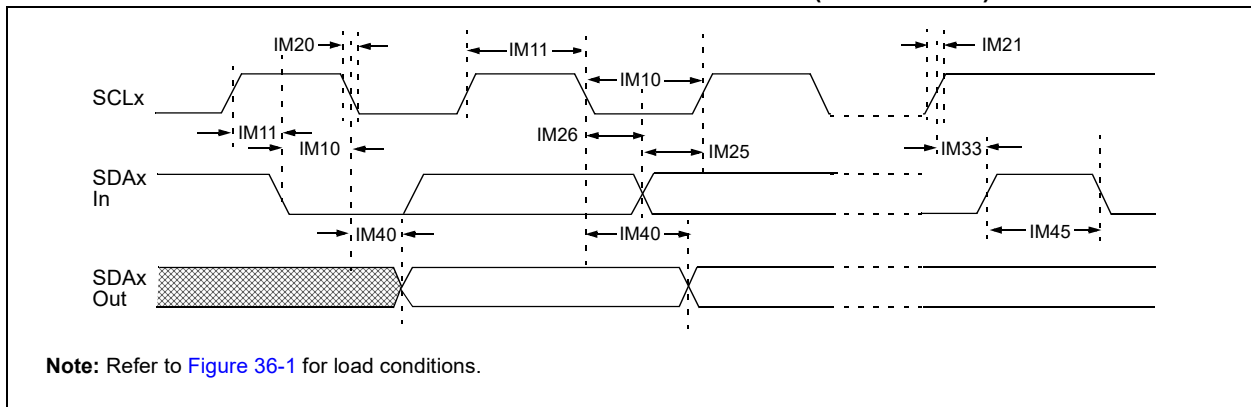 IM20
IM11
IM21
IM10
SCLx
IM11
IM26
IM10
IM25
IM33
SDAx
In
IM40
IM40
IM45
SDAx
Out
Note: Refer to Figure 36-1 for load conditions.